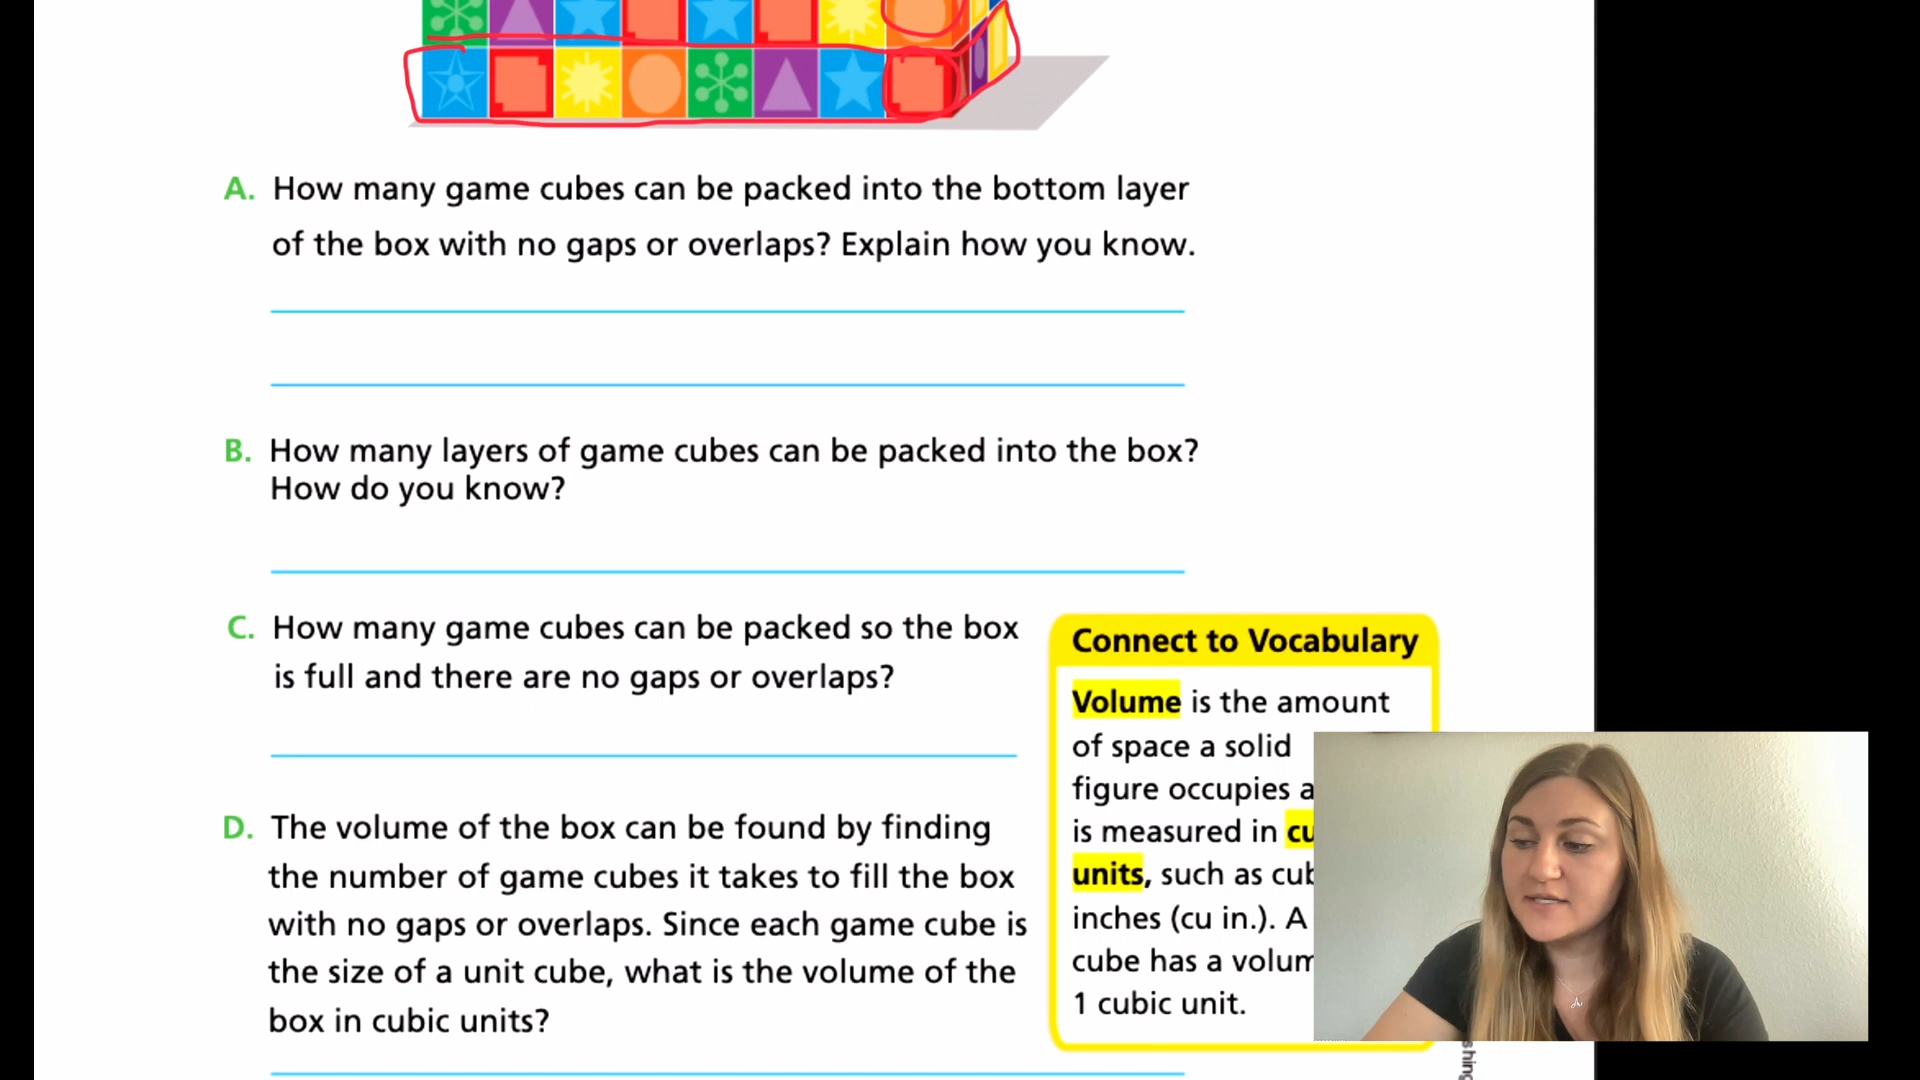 A. How many game cubes can be packed into the bottom layer
of the box with no gaps or overlaps? Explain how you know.
B. How many layers of game cubes can be packed into the box?
How do you know?
C. How many game cubes can be packed so the box
is full and there are no gaps or overlaps?
D. The volume of the box can be found by finding
the number of game cubes it takes to fill the box
with no gaps or overlaps. Since each game cube is
the size of a unit cube, what is the volume of the
box in cubic units?
Connect to Vocabulary
Volume is the amount
of space a solid
figure occupies
is measured in
units, such as
inches (cu in.). A
cube has a
1 cubic unit.